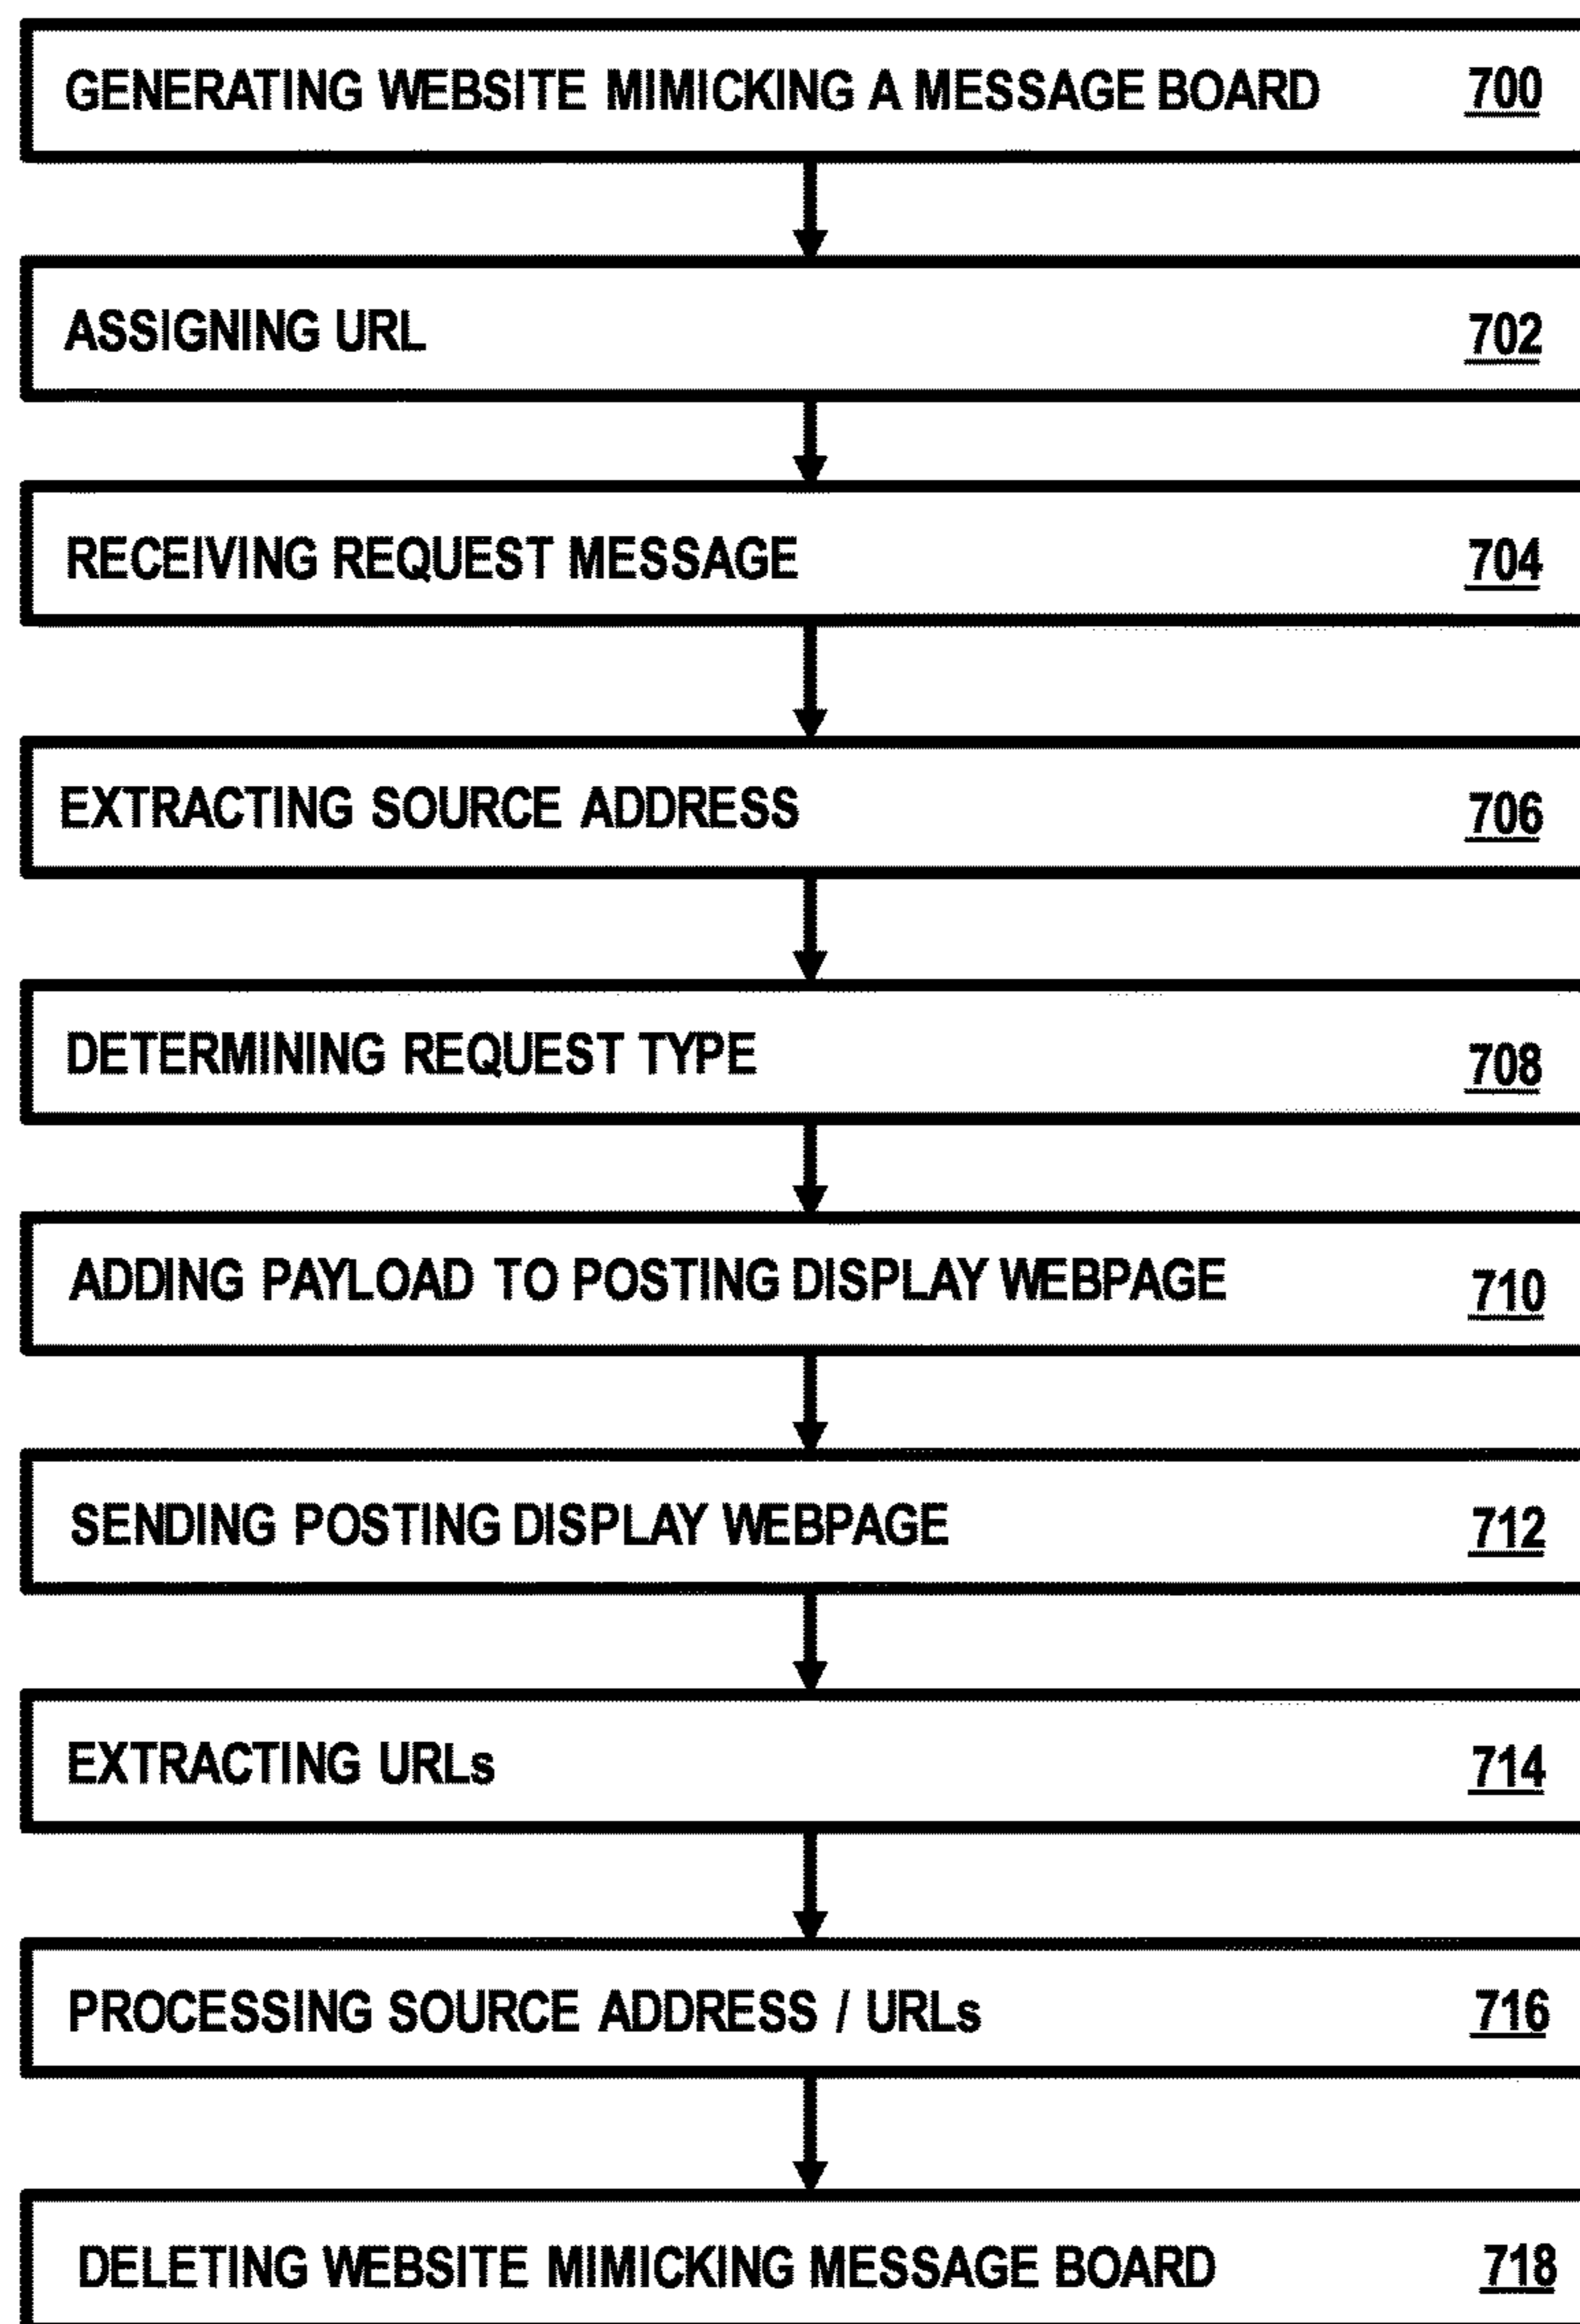 GENERATING WEBSITE MIMICKING A MESSAGE BOARD 700
ASSIGNING URL 702
RECEIVING REQUEST MESSAGE 704
EXTRACTING SOURCE ADDRESS 706
DETERMINING REQUEST TYPE 708
ADDING PAYLOAD TO POSTING DISPLAY WEBPAGE 710
SENDING POSTING DISPLAY WEBPAGE 712
EXTRACTING URLs 714
PROCESSING SOURCE ADDRESS / URLs 716
DELETING WEBSITE MIMICKING MESSAGE BOARD 718